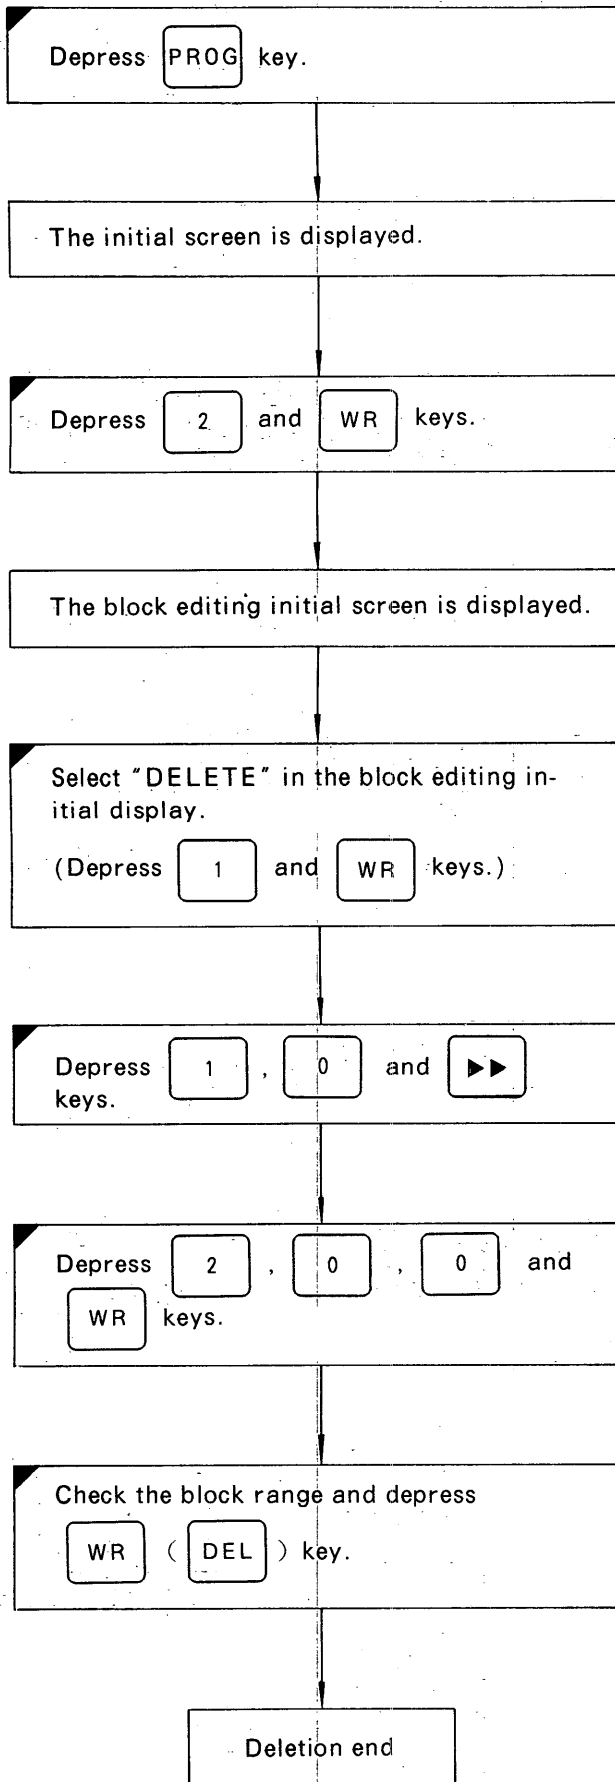 Depress PROG key.
The initial screen is displayed.
Depress 2 and WR keys.
The block editing initial screen is displayed.
Select "DELETE" in the block editing in-
itial display.
(Depress 1 and WR keys.)
Depress 1 , 0 and ▶▶
keys.
Depress 2 , 0 , 0 and
WR keys.
Check the block range and depress
WR ( DEL ) key.
Deletion end